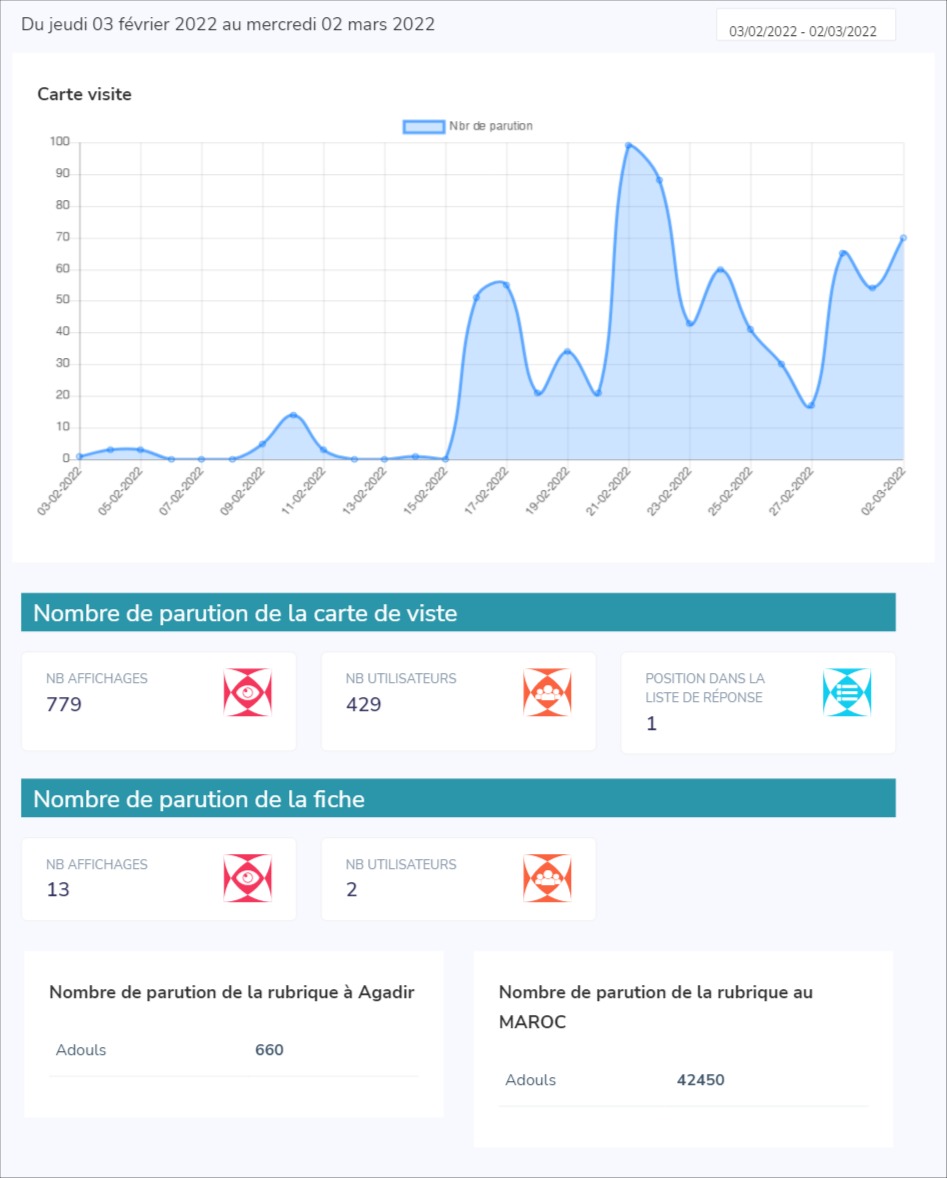 Du jeudi 03 février 2022 au mercredi 02 mars 2022
03/02/2022 - 02/03/2022
Carte visite
Nbr de parution
100
90
80
70
60
50
40
30
20
10
0
03-02-2022
05-02-2022
07-02-2022
09-02-2022
11-02-2022
13-02-2022
15-02-2022
17-02-2022
19-02-2022
21-02-2022
23-02-2022
25-02-2022
27-02-2022
02-03-2022
Nombre de parution de la carte de viste
NB AFFICHAGES
779
NB UTILISATEURS
429
POSITION DANS LA
LISTE DE RÉPONSE
1
Nombre de parution de la fiche
NB AFFICHAGES
13
NB UTILISATEURS
2
Nombre de parution de la rubrique à Agadir
Adouls 660
Nombre de parution de la rubrique au
MAROC
Adouls 42450